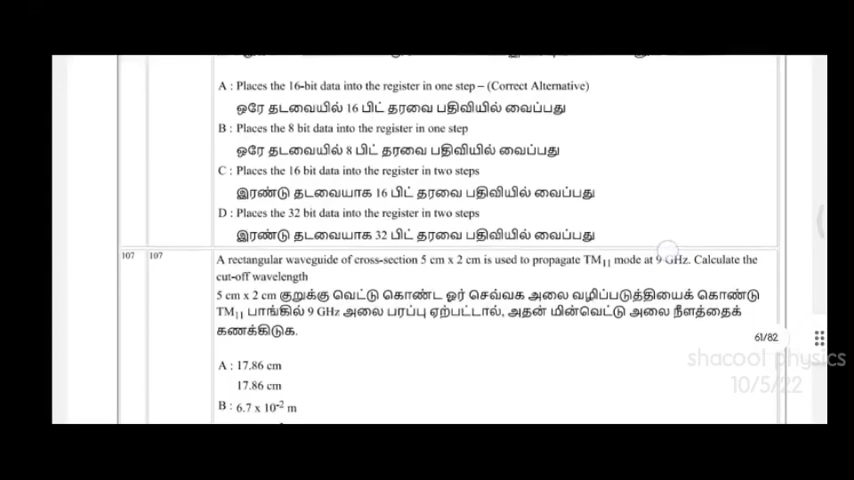 A : Places the 16-bit data into the register in one step – (Correct Alternative)
ஒரே தடவையில் 16 பிட் தரவை பதிவியில் வைப்பது
B : Places the 8 bit data into the register in one step
ஒரே தடவையில் 8 பிட் தரவை பதிவியில் வைப்பது
C : Places the 16 bit data into the register in two steps
இரண்டு தடவையாக 16 பிட் தரவை பதிவியில் வைப்பது
D : Places the 32 bit data into the register in two steps
இரண்டு தடவையாக 32 பிட் தரவை பதிவியில் வைப்பது
107 107 A rectangular waveguide of cross-section 5 cm x 2 cm is used to propagate TM11 mode at 9 GHz. Calculate the
cut-off wavelength
5 cm x 2 cm குறுக்கு வெட்டு கொண்ட ஓர் செவ்வக அலை வழிப்படுத்தியைக் கொண்டு
TM11 பாங்கில் 9 GHz அலை பரப்பு ஏற்பட்டால், அதன் மின்வெட்டு அலை நீளத்தைக்
கணக்கிடுக.
61/82
shacool physics
10/5/22
A : 17.86 cm
17.86 cm
B : 6.7 x 10-2 m